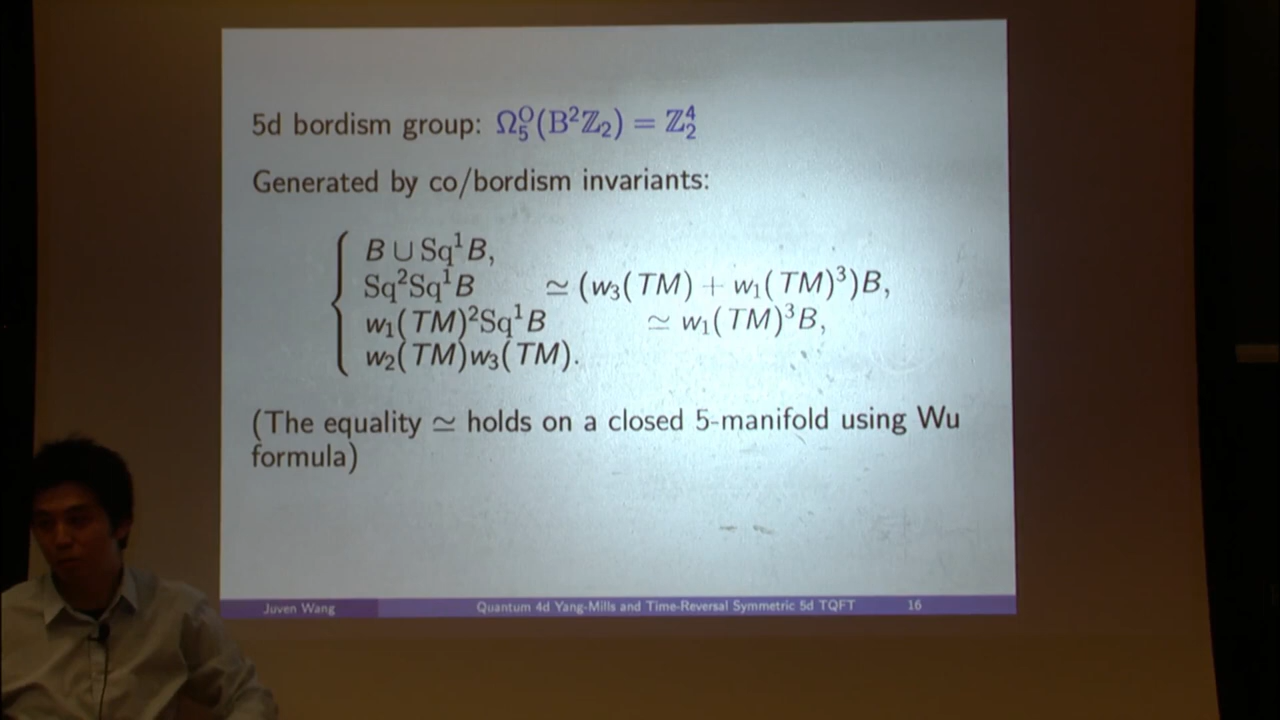 5d bordism group: Ω₅ᴼ(B²ℤ₂) = ℤ₂⁴
Generated by co/bordism invariants:
B ∪ Sq¹B,
Sq²Sq¹B ≃ (w₃(TM) + w₁(TM)³)B,
w₁(TM)²Sq¹B ≃ w₁(TM)³B,
w₂(TM)w₃(TM).
(The equality ≃ holds on a closed 5-manifold using Wu
formula)
Juven Wang Quantum 4d Yang-Mills and Time-Reversal Symmetric 5d TQFT 16